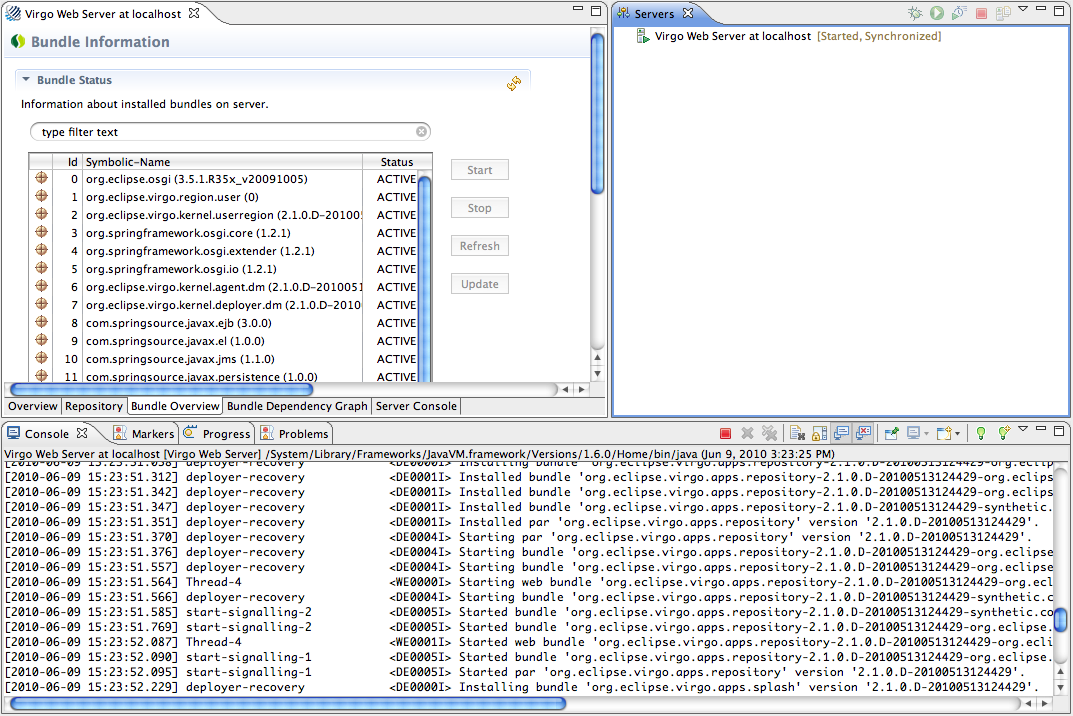 Virgo Web Server at localhost
Bundle Information
Bundle Status
Information about installed bundles on server.
type filter text
Id Symbolic-Name Status
0 org.eclipse.osgi (3.5.1.R35x_v20091005) ACTIVE
1 org.eclipse.virgo.region.user (0) ACTIVE
2 org.eclipse.virgo.kernel.userregion (2.1.0.D-20105 ACTIVE
3 org.springframework.osgi.core (1.2.1) ACTIVE
4 org.springframework.osgi.extender (1.2.1) ACTIVE
5 org.springframework.osgi.io (1.2.1) ACTIVE
6 org.eclipse.virgo.kernel.agent.dm (2.1.0.D-2010051 ACTIVE
7 org.eclipse.virgo.kernel.deployer.dm (2.1.0.D-2010 ACTIVE
8 com.springsource.javax.ejb (3.0.0) ACTIVE
9 com.springsource.javax.el (1.0.0) ACTIVE
10 com.springsource.javax.jms (1.1.0) ACTIVE
11 com.springsource.javax.persistence (1.0.0) ACTIVE
Start
Stop
Refresh
Update
Overview Repository Bundle Overview Bundle Dependency Graph Server Console
Servers
Virgo Web Server at localhost [Started, Synchronized]
Console Markers Progress Problems
Virgo Web Server at localhost [Virgo Web Server] /System/Library/Frameworks/JavaVM.framework/Versions/1.6.0/Home/bin/java (Jun 9, 2010 3:23:25 PM)
[2010-06-09 15:23:51.312] deployer-recovery <DE0001I> Installed bundle 'org.eclipse.virgo.apps.repository-2.1.0.D-20100513124429-org.eclips
[2010-06-09 15:23:51.342] deployer-recovery <DE0001I> Installed bundle 'org.eclipse.virgo.apps.repository-2.1.0.D-20100513124429-org.eclips
[2010-06-09 15:23:51.347] deployer-recovery <DE0001I> Installed bundle 'org.eclipse.virgo.apps.repository-2.1.0.D-20100513124429-synthetic.
[2010-06-09 15:23:51.351] deployer-recovery <DE0001I> Installed par 'org.eclipse.virgo.apps.repository' version '2.1.0.D-20100513124429'.
[2010-06-09 15:23:51.370] deployer-recovery <DE0004I> Starting par 'org.eclipse.virgo.apps.repository' version '2.1.0.D-20100513124429'.
[2010-06-09 15:23:51.376] deployer-recovery <DE0004I> Starting bundle 'org.eclipse.virgo.apps.repository-2.1.0.D-20100513124429-org.eclipse
[2010-06-09 15:23:51.557] deployer-recovery <DE0004I> Starting bundle 'org.eclipse.virgo.apps.repository-2.1.0.D-20100513124429-org.eclipse
[2010-06-09 15:23:51.564] Thread-4 <WE0000I> Starting web bundle 'org.eclipse.virgo.apps.repository-2.1.0.D-20100513124429-org.ecl
[2010-06-09 15:23:51.566] deployer-recovery <DE0004I> Starting bundle 'org.eclipse.virgo.apps.repository-2.1.0.D-20100513124429-synthetic.c
[2010-06-09 15:23:51.585] start-signalling-2 <DE0005I> Started bundle 'org.eclipse.virgo.apps.repository-2.1.0.D-20100513124429-synthetic.co
[2010-06-09 15:23:51.769] start-signalling-2 <DE0005I> Started bundle 'org.eclipse.virgo.apps.repository-2.1.0.D-20100513124429-org.eclipse.
[2010-06-09 15:23:52.087] Thread-4 <WE0001I> Started web bundle 'org.eclipse.virgo.apps.repository-2.1.0.D-20100513124429-org.ecli
[2010-06-09 15:23:52.090] start-signalling-1 <DE0005I> Started bundle 'org.eclipse.virgo.apps.repository-2.1.0.D-20100513124429-org.eclipse.
[2010-06-09 15:23:52.095] start-signalling-1 <DE0005I> Started par 'org.eclipse.virgo.apps.repository' version '2.1.0.D-20100513124429'.
[2010-06-09 15:23:52.229] deployer-recovery <DE0000I> Installing bundle 'org.eclipse.virgo.apps.splash' version '2.1.0.D-20100513124429'.